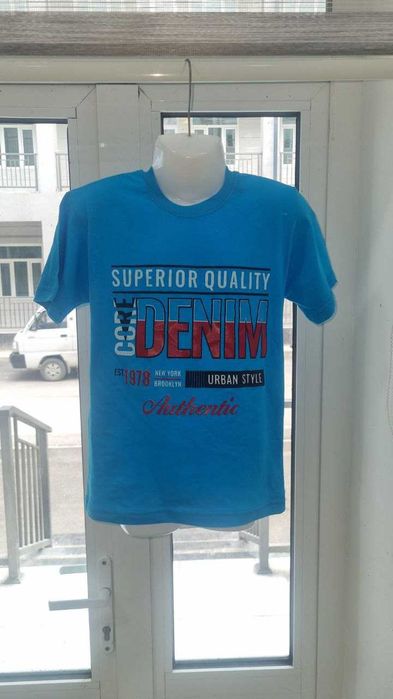 SUPERIOR QUALITY
CORE
DENIM
EST 1978 NEW YORK
BROOKLYN
URBAN STYLE
Authentic